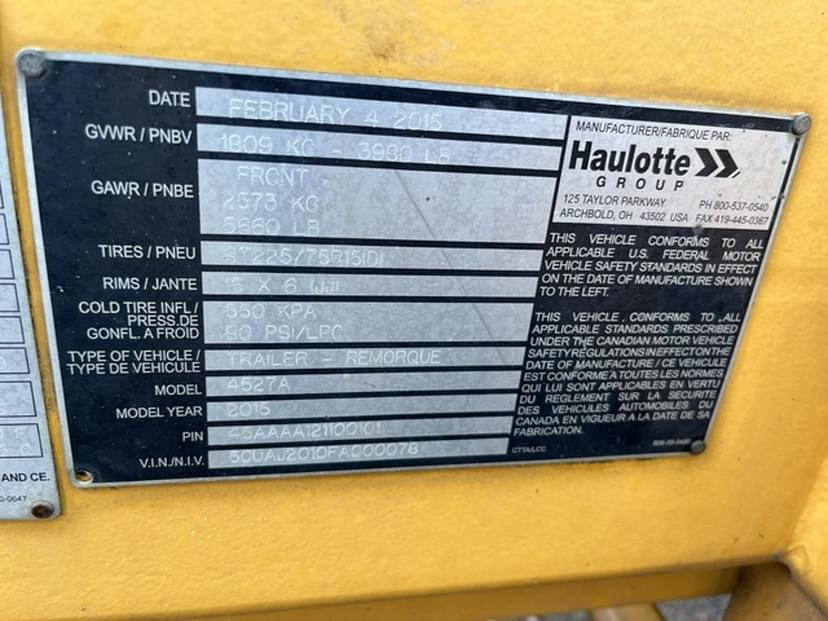 DATE FEBRUARY 4 2015
GVWR / PNBV 1809 KG - 3980 LB
GAWR / PNBE FRONT
2573 KG
5660 LB
TIRES / PNEU ST225/75R15(D)
RIMS / JANTE 15 X 6 (JJ)
COLD TIRE INFL / 550 KPA
PRESS.DE
GONFL. A FROID 80 PSI/LPC
TYPE OF VEHICLE / TRAILER - REMORQUE
TYPE DE VEHICULE
MODEL 4527A
MODEL YEAR 2015
PIN 45AAAA121100101
V.I.N./N.I.V. 5CUAJ2010FA000078
MANUFACTURER/FABRIQUE PAR:
Haulotte
GROUP
125 TAYLOR PARKWAY PH 800-537-0540
ARCHBOLD, OH 43502 USA FAX 419-445-0367
THIS VEHICLE CONFORMS TO ALL
APPLICABLE U.S. FEDERAL MOTOR
VEHICLE SAFETY STANDARDS IN EFFECT
ON THE DATE OF MANUFACTURE SHOWN
TO THE LEFT.
THIS VEHICLE CONFORMS TO ALL
APPLICABLE STANDARDS PRESCRIBED
UNDER THE CANADIAN MOTOR VEHICLE
SAFETY REGULATIONS IN EFFECT ON THE
DATE OF MANUFACTURE / CE VEHICULE
EST CONFORME A TOUTES LES NORMES
QUI LUI SONT APPLICABLES EN VERTU
DU REGLEMENT SUR LA SECURITE
DES VEHICULES AUTOMOBILES DU
CANADA EN VIGUEUR A LA DATE DE SA
FABRICATION.
CTTA/LCC
AND CE.